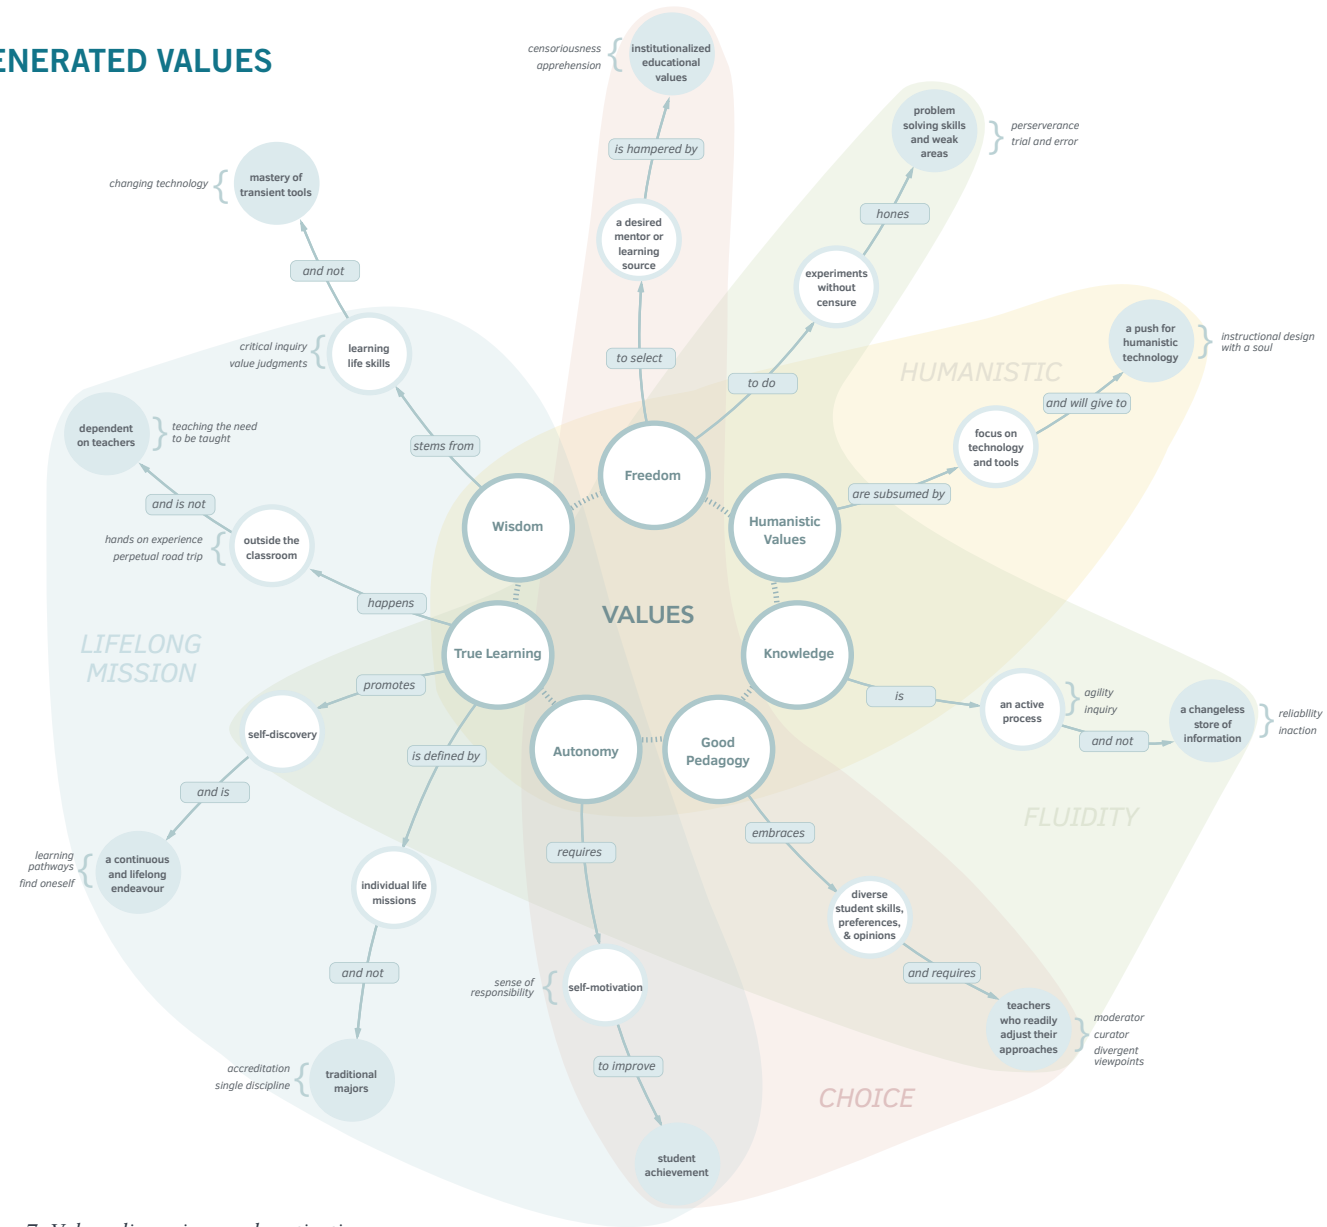 ENERATED VALUES
censoriousness
apprehension
institutionalized
educational
values
is hampered by
a desired
mentor or
learning
source
to select
problem
solving skills
and weak
areas
perserverance
trial and error
hones
experiments
without
censure
to do
changing technology
mastery of
transient tools
and not
critical inquiry
value judgments
learning
life skills
stems from
HUMANISTIC
a push for
humanistic
technology
instructional design
with a soul
and will give to
focus on
technology
and tools
are subsumed by
dependent
on teachers
teaching the need
to be taught
and is not
hands on experience
perpetual road trip
outside the
classroom
happens
Freedom
Wisdom
Humanistic
Values
VALUES
True Learning
Knowledge
Autonomy
Good
Pedagogy
LIFELONG
MISSION
promotes
self-discovery
is defined by
and is
learning
pathways
find oneself
a continuous
and lifelong
endeavour
individual life
missions
and not
accreditation
single discipline
traditional
majors
is
an active
process
agility
inquiry
and not
a changeless
store of
information
reliability
inaction
FLUIDITY
embraces
diverse
student skills,
preferences,
& opinions
and requires
teachers
who readily
adjust their
approaches
moderator
curator
divergent
viewpoints
requires
sense of
responsibility
self-motivation
to improve
student
achievement
CHOICE